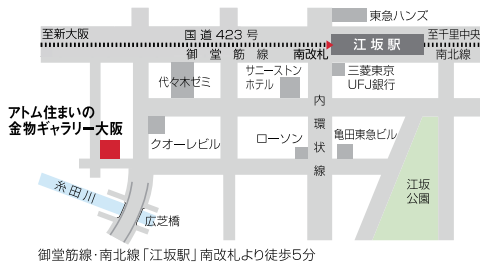 東急ハンズ
至新大阪
国道423号
江坂駅
至千里中央
御堂筋線
南改札
南北線
代々木ゼミ
サニーストン
ホテル
三菱東京
UFJ銀行
アトム住まいの
金物ギャラリー大阪
内環状線
クオーレビル
ローソン
亀田東急ビル
糸田川
江坂
公園
広芝橋
御堂筋線・南北線「江坂駅」南改札より徒歩5分